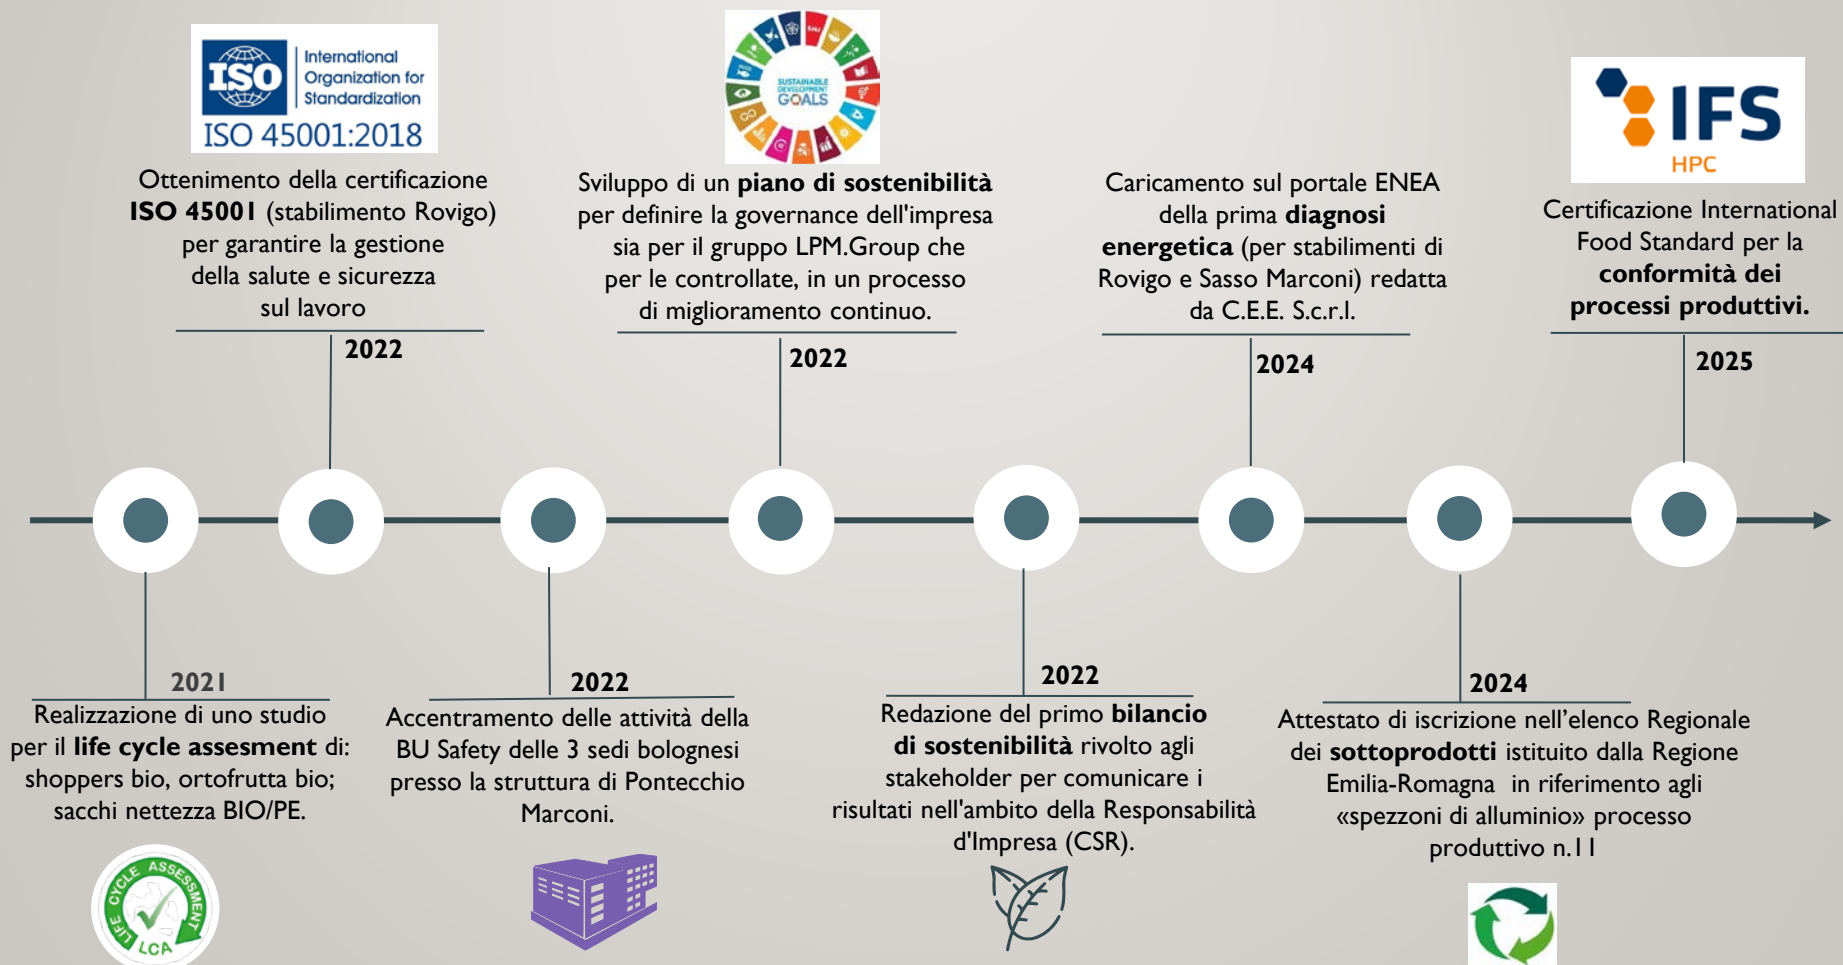 ISO
International
Organization for
Standardization
ISO 45001:2018
Ottenimento della certificazione
ISO 45001 (stabilimento Rovigo)
per garantire la gestione
della salute e sicurezza
sul lavoro
2022
SUSTAINABLE
DEVELOPMENT
GOALS
Sviluppo di un piano di sostenibilità
per definire la governance dell'impresa
sia per il gruppo LPM.Group che
per le controllate, in un processo
di miglioramento continuo.
2022
Caricamento sul portale ENEA
della prima diagnosi
energetica (per stabilimenti di
Rovigo e Sasso Marconi) redatta
da C.E.E. S.c.r.l.
2024
IFS
HPC
Certificazione International
Food Standard per la
conformità dei
processi produttivi.
2025
2021
Realizzazione di uno studio
per il life cycle assesment di:
shoppers bio, ortofrutta bio;
sacchi nettezza BIO/PE.
LIFE CYCLE ASSESSMENT
LCA
2022
Accentramento delle attività della
BU Safety delle 3 sedi bolognesi
presso la struttura di Pontecchio
Marconi.
2022
Redazione del primo bilancio
di sostenibilità rivolto agli
stakeholder per comunicare i
risultati nell'ambito della Responsabilità
d'Impresa (CSR).
2024
Attestato di iscrizione nell'elenco Regionale
dei sottoprodotti istituito dalla Regione
Emilia-Romagna in riferimento agli
«spezzoni di alluminio» processo
produttivo n.11